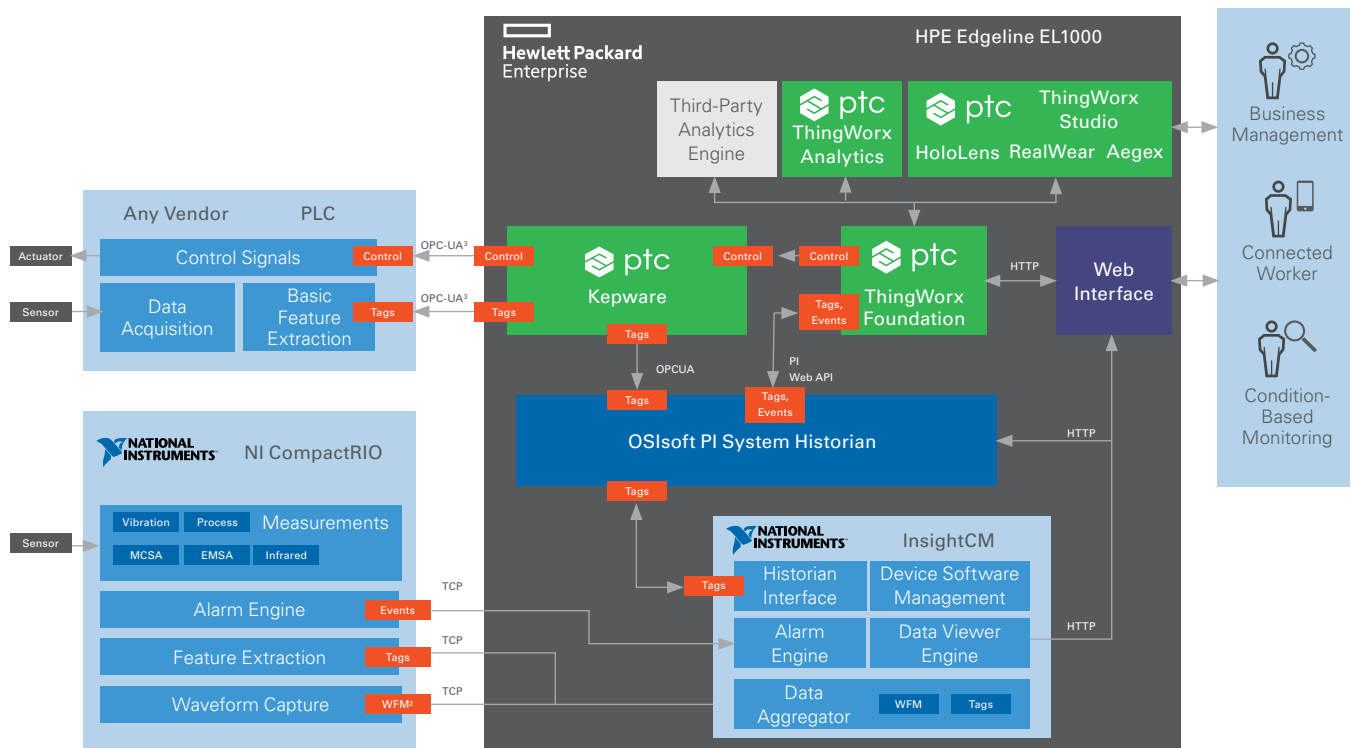 Hewlett Packard
Enterprise
HPE Edgeline EL1000
Third-Party
Analytics
Engine
ptc
ThingWorx
Analytics
ptc
ThingWorx
Studio
HoloLens
RealWear
Aegex
Business
Management
Connected
Worker
Condition-
Based
Monitoring
Any Vendor
PLC
Actuator
Control Signals
Control
OPC-UA³
Control
Sensor
Data
Acquisition
Basic
Feature
Extraction
Tags
OPC-UA³
Tags
ptc
Kepware
Control
Control
Tags
ptc
ThingWorx
Foundation
Tags,
Events
HTTP
Web
Interface
OPCUA
PI
Web API
Tags
Tags,
Events
OSIsoft PI System Historian
Tags
HTTP
NATIONAL
INSTRUMENTS™
NI CompactRIO
Sensor
Vibration
Process
Measurements
MCSA
EMSA
Infrared
Alarm Engine
Events
TCP
Feature Extraction
Tags
TCP
Waveform Capture
WFM²
TCP
NATIONAL
INSTRUMENTS™
InsightCM
Tags
Historian
Interface
Device Software
Management
Alarm
Engine
Data Viewer
Engine
HTTP
Data
Aggregator
WFM
Tags